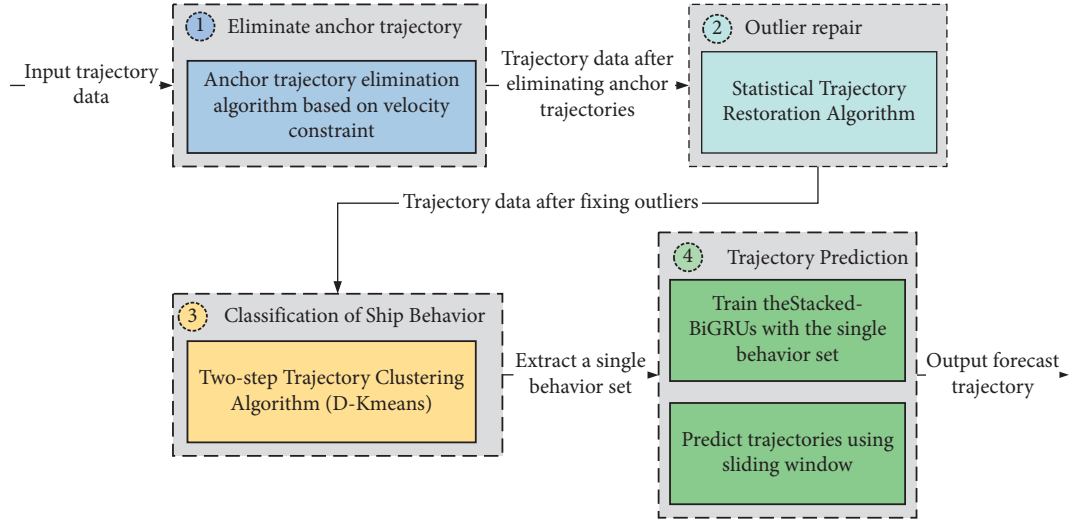 Input trajectory
data
1
Eliminate anchor trajectory
Anchor trajectory elimination
algorithm based on velocity
constraint
Trajectory data after
eliminating anchor
trajectories
2
Outlier repair
Statistical Trajectory
Restoration Algorithm
Trajectory data after fixing outliers
3
Classification of Ship Behavior
Two-step Trajectory Clustering
Algorithm (D-Kmeans)
Extract a single
behavior set
4
Trajectory Prediction
Train theStacked-
BiGRUs with the single
behavior set
Predict trajectories using
sliding window
Output forecast
trajectory